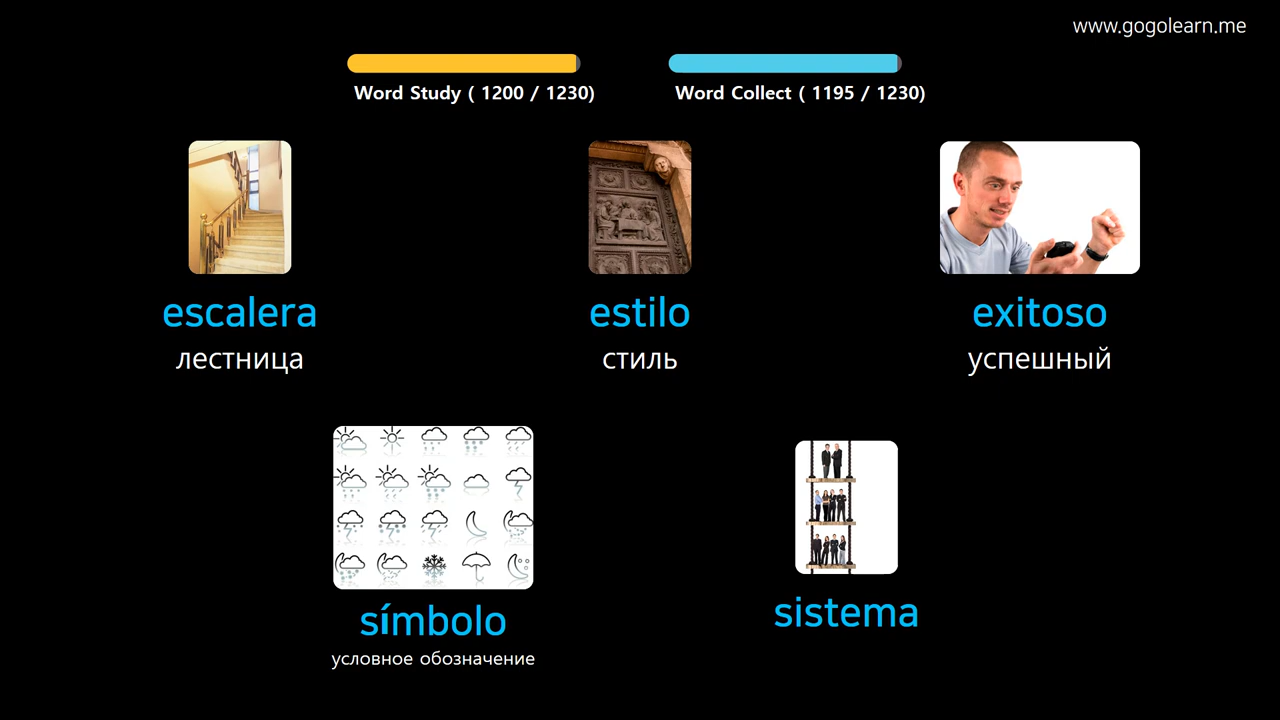 www.gogolearn.me
Word Study ( 1200 / 1230)
Word Collect ( 1195 / 1230)
escalera
лестница
estilo
стиль
exitoso
успешный
símbolo
условное обозначение
sistema